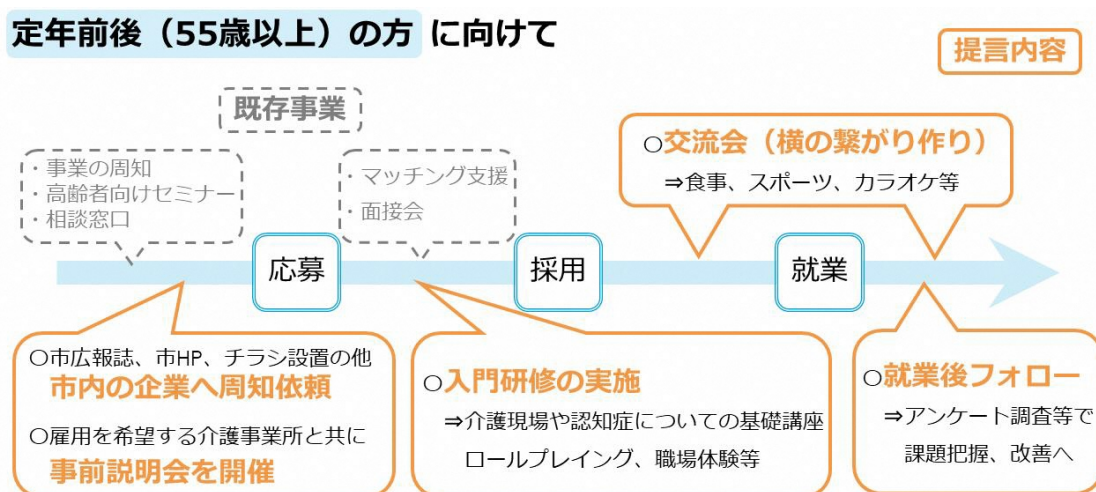 定年前後（55歳以上）の方 に向けて
提言内容
既存事業
・事業の周知
・高齢者向けセミナー
・相談窓口
・マッチング支援
・面接会
○交流会（横の繋がり作り）
⇒食事、スポーツ、カラオケ等
応募
採用
就業
○市広報誌、市HP、チラシ設置の他
市内の企業へ周知依頼
○雇用を希望する介護事業所と共に
事前説明会を開催
○入門研修の実施
⇒介護現場や認知症についての基礎講座
ロールプレイング、職場体験等
○就業後フォロー
⇒アンケート調査等で
課題把握、改善へ